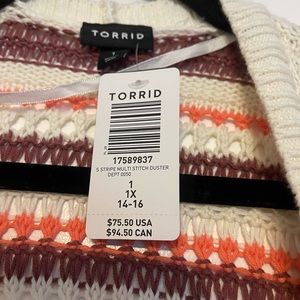 TORRID
1
TORRID
17589837
S STRIPE MULTI STITCH DUSTER
DEPT 0050
1
1X
14-16
$75.50 USA
$94.50 CAN